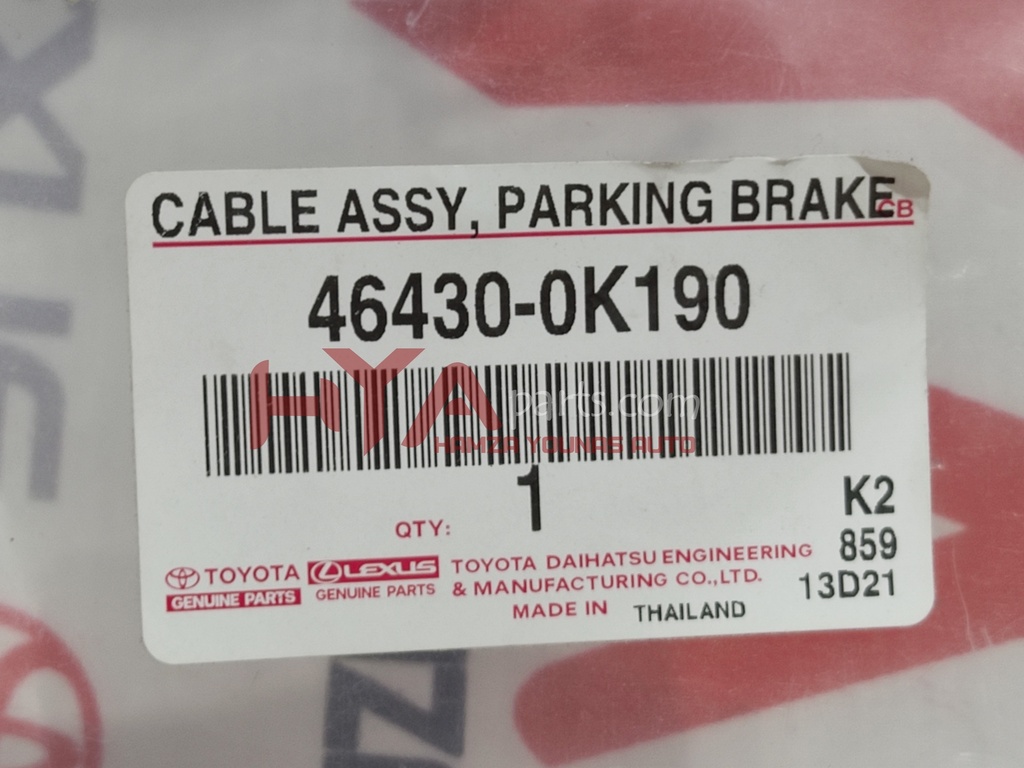 CABLE ASSY, PARKING BRAKE
CB
46430-0K190
HYA parts.com
HAMZA YOUNAS AUTO
1
QTY:
K2
859
13D21
TOYOTA
GENUINE PARTS
LEXUS
GENUINE PARTS
TOYOTA DAIHATSU ENGINEERING
& MANUFACTURING CO.,LTD.
MADE IN THAILAND